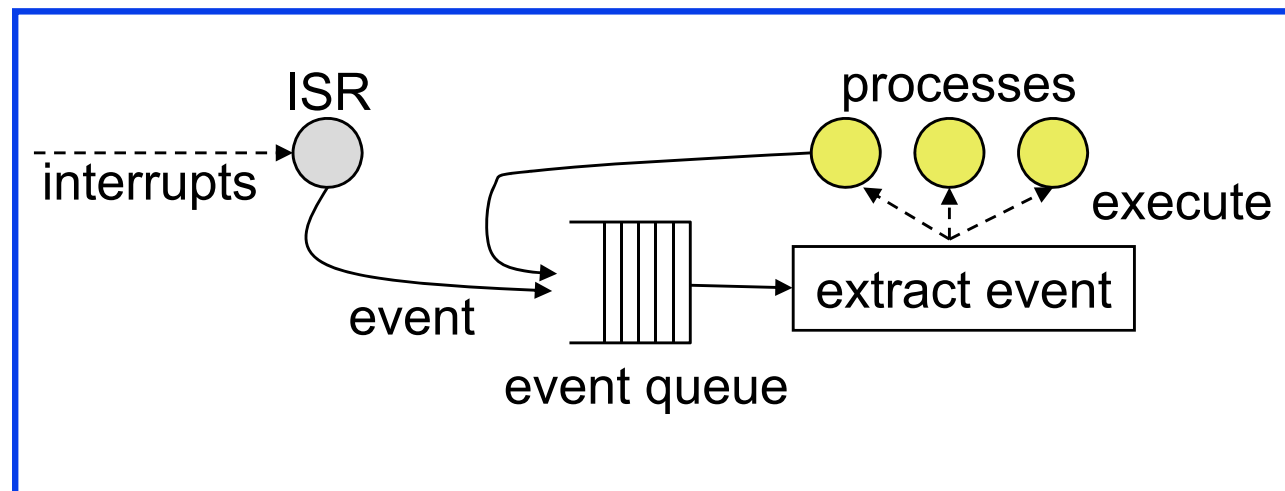 ISR
processes
interrupts
execute
extract event
event
event queue